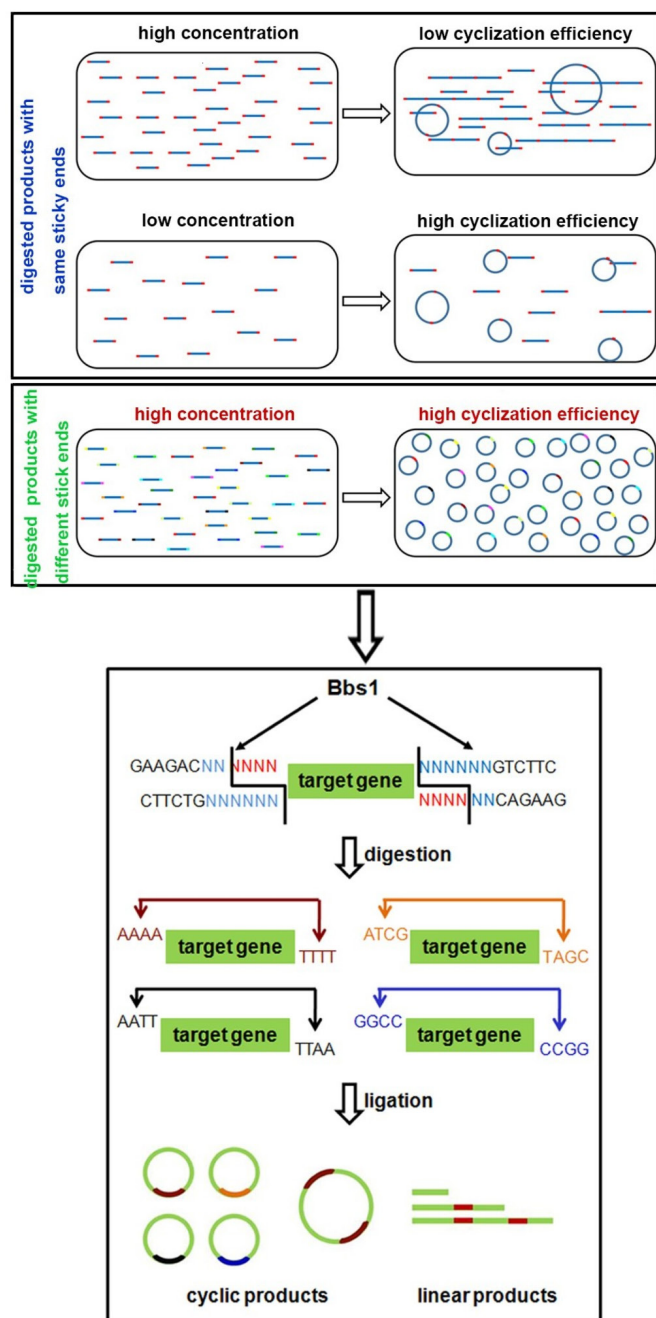 high concentration
low cyclization efficiency
digested products with
same sticky ends
low concentration
high cyclization efficiency
high concentration
high cyclization efficiency
digested products with
different stick ends
Bbs1
GAAGACNN NNNN
target gene
NNNNNNGTCTTC
CTTCTGNNNNNN
NNNN NNCAGAAG
digestion
AAAA
target gene
TTTT
ATCG
target gene
TAGC
AATT
target gene
TTAA
GGCC
target gene
CCGG
ligation
cyclic products
linear products